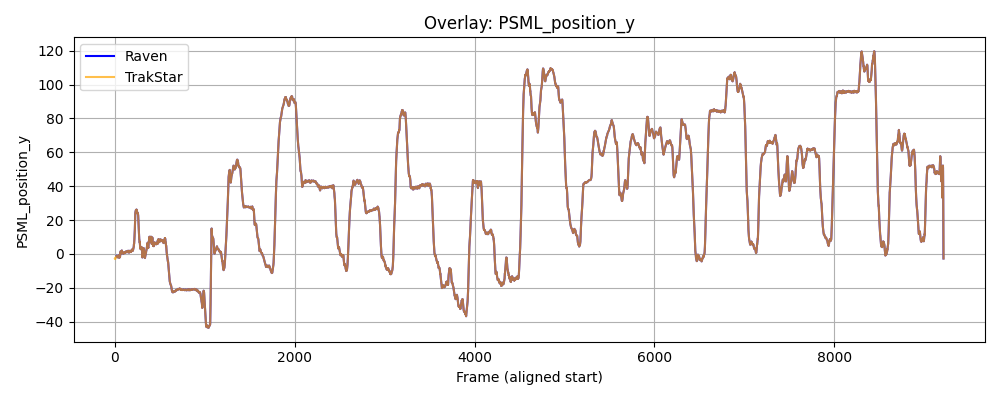 Overlay: PSML_position_y
Raven
TrakStar
PSML_position_y
120
100
80
60
40
20
0
−20
−40
0 2000 4000 6000 8000
Frame (aligned start)